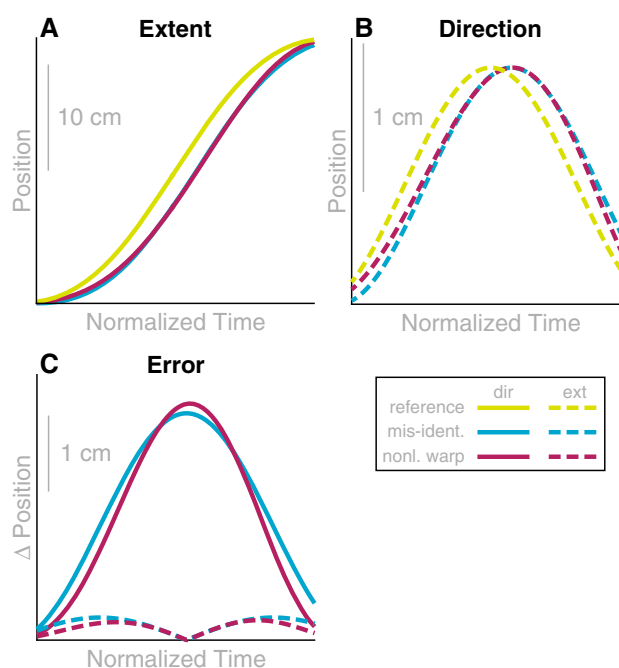 A Extent
10 cm
Position
Normalized Time
B Direction
1 cm
Position
Normalized Time
C Error
1 cm
Δ Position
Normalized Time
dir ext
reference
mis-ident.
nonl. warp